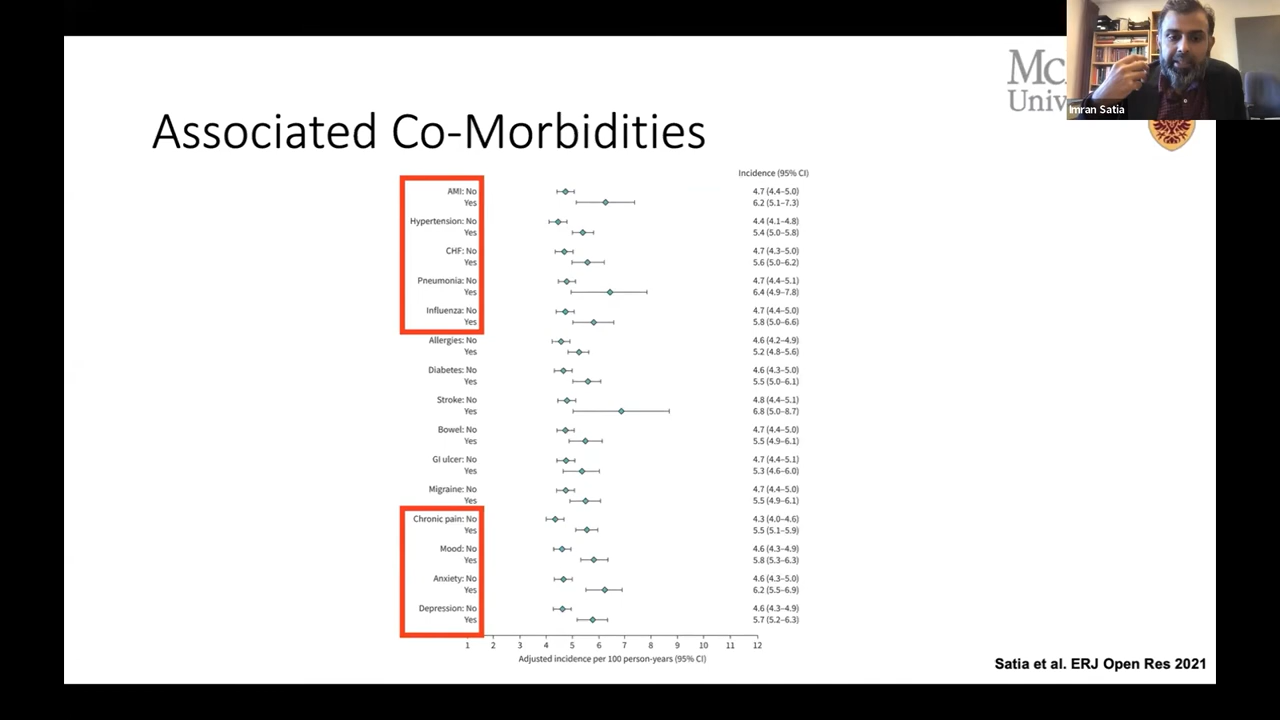 Mc
Univ
Imran Satia
Associated Co-Morbidities
Incidence (95% CI)
AMI: No 4.7 (4.4–5.0)
Yes 6.2 (5.1–7.3)
Hypertension: No 4.4 (4.1–4.8)
Yes 5.4 (5.0–5.8)
CHF: No 4.7 (4.3–5.0)
Yes 5.6 (5.0–6.2)
Pneumonia: No 4.7 (4.4–5.1)
Yes 6.4 (4.9–7.8)
Influenza: No 4.7 (4.4–5.0)
Yes 5.8 (5.0–6.6)
Allergies: No 4.6 (4.2–4.9)
Yes 5.2 (4.8–5.6)
Diabetes: No 4.6 (4.3–5.0)
Yes 5.5 (5.0–6.1)
Stroke: No 4.8 (4.4–5.1)
Yes 6.8 (5.0–8.7)
Bowel: No 4.7 (4.4–5.0)
Yes 5.5 (4.9–6.1)
GI ulcer: No 4.7 (4.4–5.1)
Yes 5.3 (4.6–6.0)
Migraine: No 4.7 (4.4–5.0)
Yes 5.5 (4.9–6.1)
Chronic pain: No 4.3 (4.0–4.6)
Yes 5.5 (5.1–5.9)
Mood: No 4.6 (4.3–4.9)
Yes 5.8 (5.3–6.3)
Anxiety: No 4.6 (4.3–5.0)
Yes 6.2 (5.5–6.9)
Depression: No 4.6 (4.3–4.9)
Yes 5.7 (5.2–6.3)
1 2 3 4 5 6 7 8 9 10 11 12
Adjusted incidence per 100 person-years (95% CI)
Satia et al. ERJ Open Res 2021